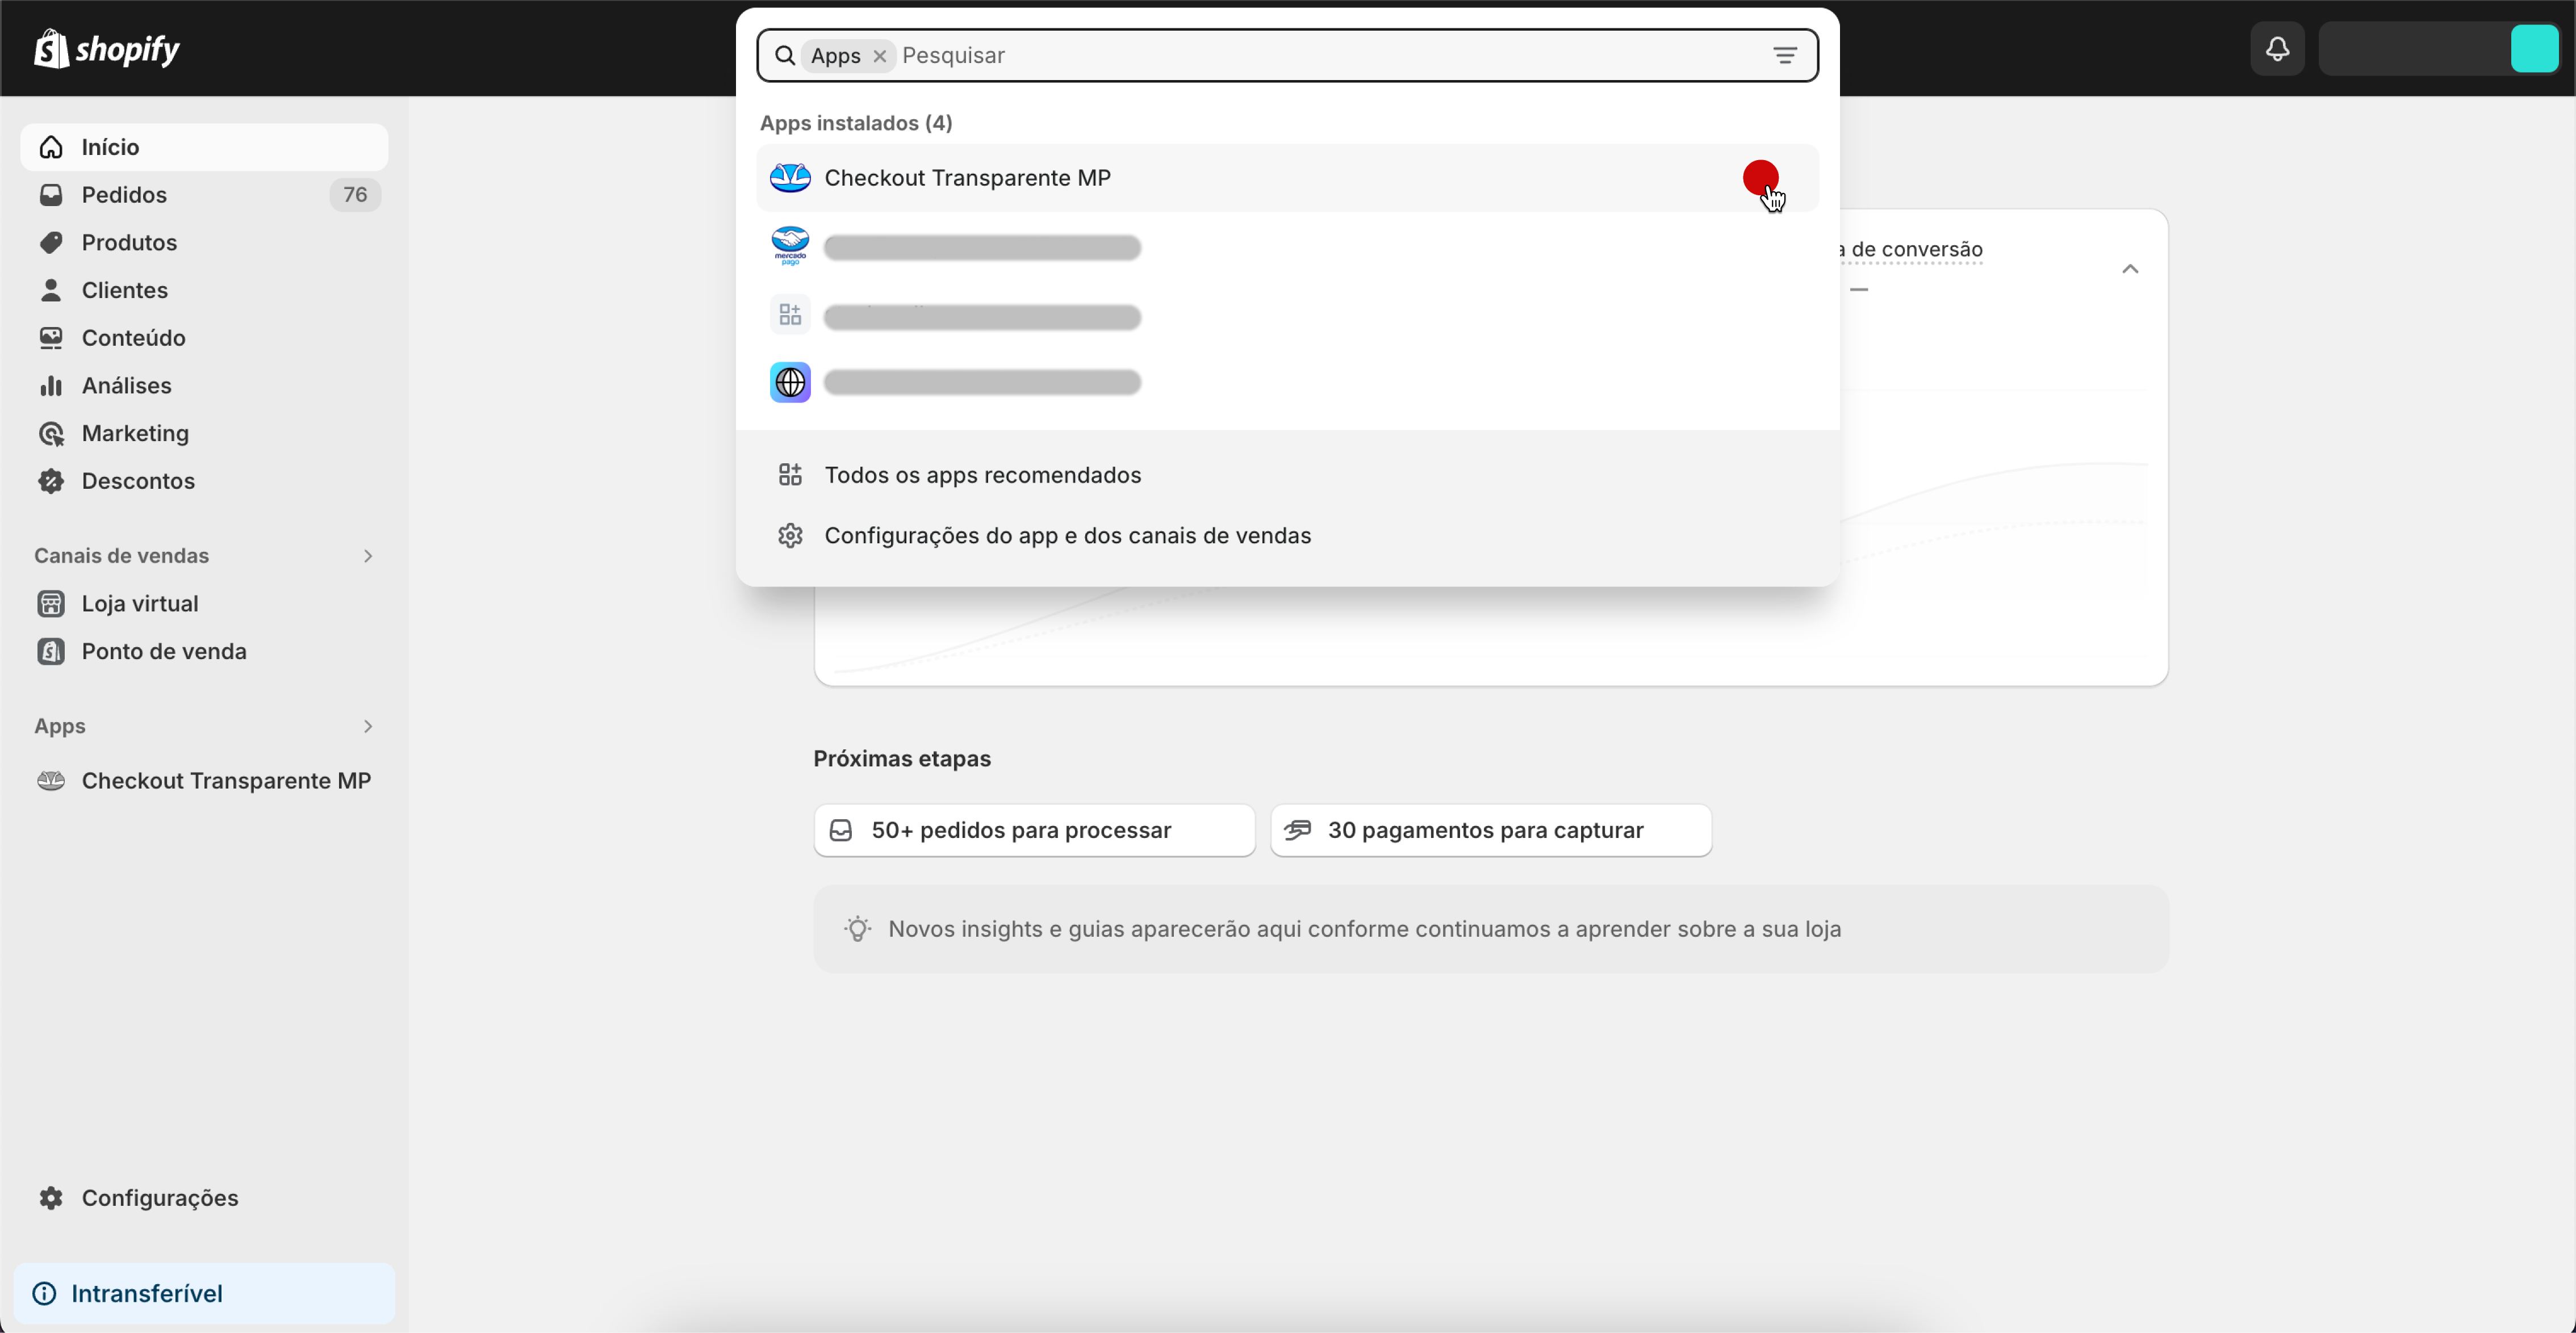 shopify
Apps
Pesquisar
Apps instalados (4)
Checkout Transparente MP
mercado
pago
Todos os apps recomendados
Configurações do app e dos canais de vendas
Início
Pedidos
76
Produtos
Clientes
Conteúdo
Análises
Marketing
Descontos
Canais de vendas
Loja virtual
Ponto de venda
Apps
Checkout Transparente MP
Configurações
Intransferível
a de conversão
—
Próximas etapas
50+ pedidos para processar
30 pagamentos para capturar
Novos insights e guias aparecerão aqui conforme continuamos a aprender sobre a sua loja